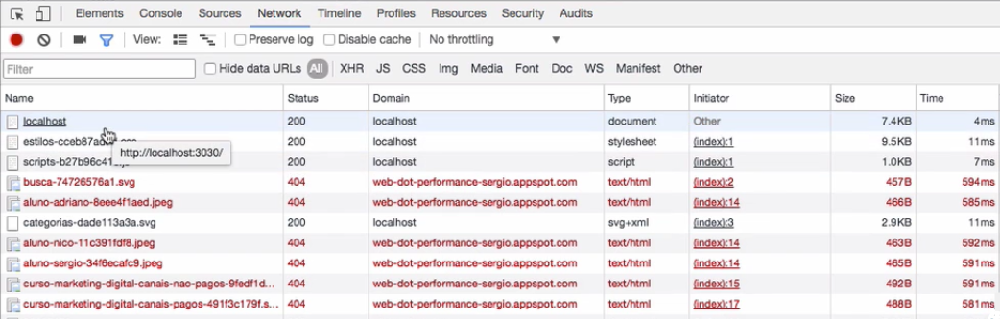 Elements Console Sources Network Timeline Profiles Resources Security Audits
View: Preserve log Disable cache No throttling ▼
Filter Hide data URLs All XHR JS CSS Img Media Font Doc WS Manifest Other
Name Status Domain Type Initiator Size Time
localhost 200 localhost document Other 7.4KB 4ms
estilos-cceb87 200 localhost stylesheet (index):1 9.5KB 11ms
http://localhost:3030/
scripts-b27b96c41 200 localhost script (index):1 1.0KB 7ms
busca-74726576a1.svg 404 web-dot-performance-sergio.appspot.com text/html (index):2 457B 594ms
aluno-adriano-8eee4f1aed.jpeg 404 web-dot-performance-sergio.appspot.com text/html (index):14 466B 585ms
categorias-dade113a3a.svg 200 localhost svg+xml (index):3 2.9KB 11ms
aluno-nico-11c391fdf8.jpeg 404 web-dot-performance-sergio.appspot.com text/html (index):14 463B 592ms
aluno-sergio-34f6ecafc9.jpeg 404 web-dot-performance-sergio.appspot.com text/html (index):14 465B 591ms
curso-marketing-digital-canais-nao-pagos-9fedf1d... 404 web-dot-performance-sergio.appspot.com text/html (index):15 492B 591ms
curso-marketing-digital-canais-pagos-491f3c179f.s... 404 web-dot-performance-sergio.appspot.com text/html (index):17 488B 581ms